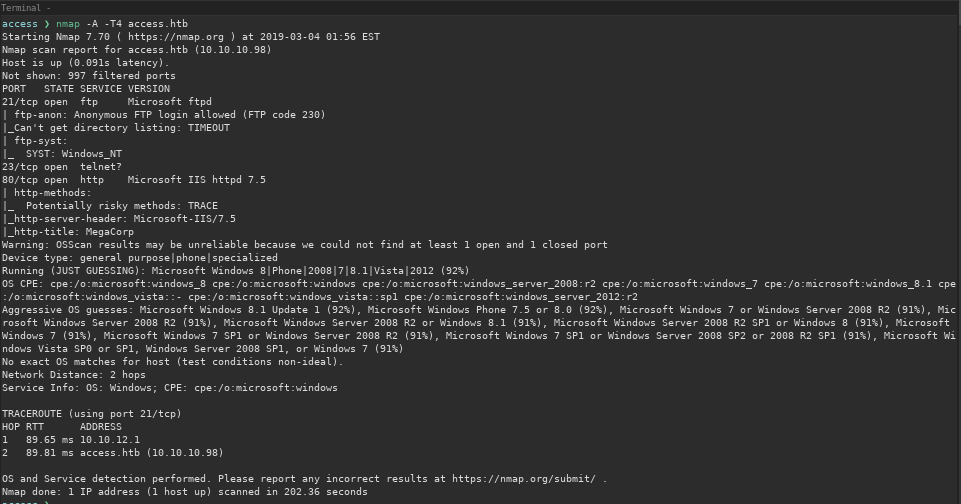 Terminal -
access ❯ nmap -A -T4 access.htb
Starting Nmap 7.70 ( https://nmap.org ) at 2019-03-04 01:56 EST
Nmap scan report for access.htb (10.10.10.98)
Host is up (0.091s latency).
Not shown: 997 filtered ports
PORT   STATE SERVICE VERSION
21/tcp open  ftp     Microsoft ftpd
| ftp-anon: Anonymous FTP login allowed (FTP code 230)
|_Can't get directory listing: TIMEOUT
| ftp-syst:
|_  SYST: Windows_NT
23/tcp open  telnet?
80/tcp open  http    Microsoft IIS httpd 7.5
| http-methods:
|_  Potentially risky methods: TRACE
|_http-server-header: Microsoft-IIS/7.5
|_http-title: MegaCorp
Warning: OSScan results may be unreliable because we could not find at least 1 open and 1 closed port
Device type: general purpose|phone|specialized
Running (JUST GUESSING): Microsoft Windows 8|Phone|2008|7|8.1|Vista|2012 (92%)
OS CPE: cpe:/o:microsoft:windows_8 cpe:/o:microsoft:windows cpe:/o:microsoft:windows_server_2008:r2 cpe:/o:microsoft:windows_7 cpe:/o:microsoft:windows_8.1 cpe
:/o:microsoft:windows_vista::- cpe:/o:microsoft:windows_vista::sp1 cpe:/o:microsoft:windows_server_2012:r2
Aggressive OS guesses: Microsoft Windows 8.1 Update 1 (92%), Microsoft Windows Phone 7.5 or 8.0 (92%), Microsoft Windows 7 or Windows Server 2008 R2 (91%), Mic
rosoft Windows Server 2008 R2 (91%), Microsoft Windows Server 2008 R2 or Windows 8.1 (91%), Microsoft Windows Server 2008 R2 SP1 or Windows 8 (91%), Microsoft
Windows 7 (91%), Microsoft Windows 7 SP1 or Windows Server 2008 R2 (91%), Microsoft Windows 7 SP1 or Windows Server 2008 SP2 or 2008 R2 SP1 (91%), Microsoft Wi
ndows Vista SP0 or SP1, Windows Server 2008 SP1, or Windows 7 (91%)
No exact OS matches for host (test conditions non-ideal).
Network Distance: 2 hops
Service Info: OS: Windows; CPE: cpe:/o:microsoft:windows

TRACEROUTE (using port 21/tcp)
HOP RTT      ADDRESS
1   89.65 ms 10.10.12.1
2   89.81 ms access.htb (10.10.10.98)

OS and Service detection performed. Please report any incorrect results at https://nmap.org/submit/ .
Nmap done: 1 IP address (1 host up) scanned in 202.36 seconds